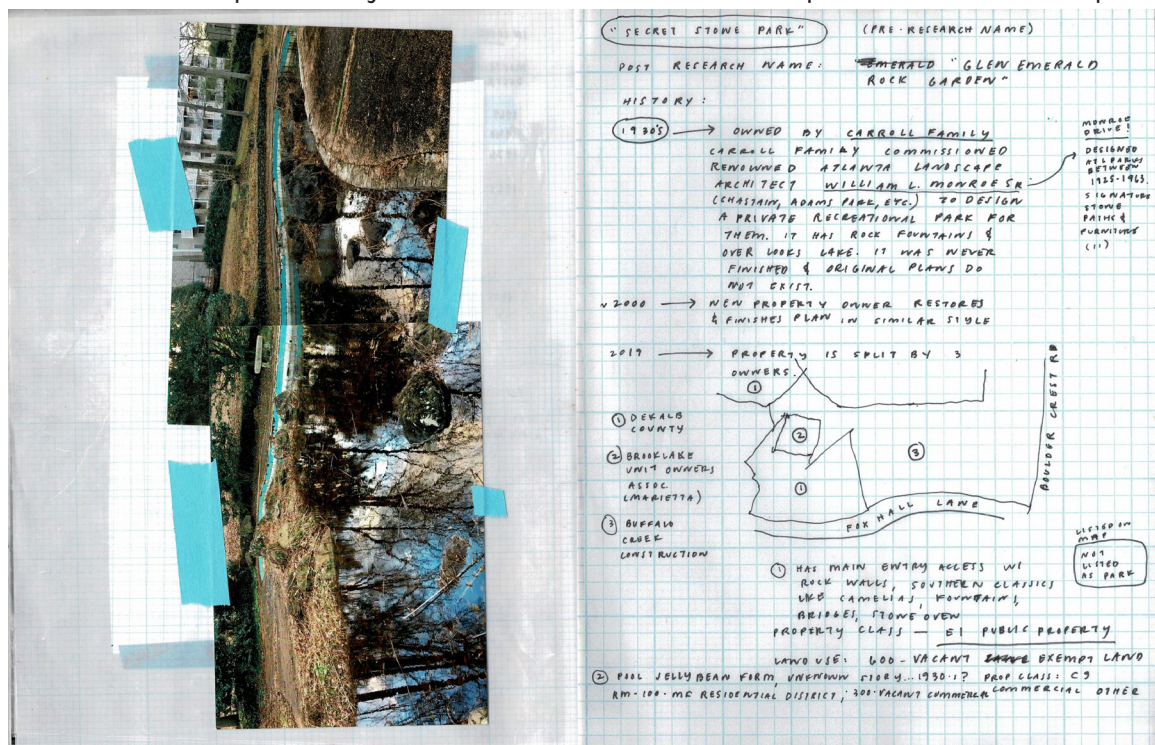 "SECRET STONE PARK" (PRE-RESEARCH NAME)
POST RESEARCH NAME: "GLEN EMERALD
ROCK GARDEN"
HISTORY:
1930'S → OWNED BY CARROLL FAMILY
CARROLL FAMILY COMMISSIONED
RENOWNED ATLANTA LANDSCAPE
ARCHITECT WILLIAM L. MONROE SR
(CHASTAIN, ADAMS PARK, ETC.) TO DESIGN
A PRIVATE RECREATIONAL PARK FOR
THEM. IT HAS ROCK FOUNTAINS &
OVER LOOKS LAKE. IT WAS NEVER
FINISHED & ORIGINAL PLANS DO
NOT EXIST.
MONROE
DRIVE!
DESIGNED
ATL PARKS
BETWEEN
1925-1963.
SIGNATURE
STONE
PATHS &
FURNITURE
(11)
~2000 → NEW PROPERTY OWNER RESTORES
& FINISHES PLAN IN SIMILAR STYLE
2019 → PROPERTY IS SPLIT BY 3
OWNERS.
① DEKALB
COUNTY
② BROOKLAKE
UNIT OWNERS
ASSOC.
(MARIETTA)
③ BUFFALO
CREEK
CONSTRUCTION
①
②
③
①
BOULDER CREST RD
FOX HALL LANE
LISTED ON
MAP
NOT
LISTED
AS PARK
① HAS MAIN ENTRY ACCESS W/
ROCK WALLS, SOUTHERN CLASSICS
LIKE CAMELIAS, FOUNTAINS,
BRIDGES, STONE OVEN
PROPERTY CLASS — E1 PUBLIC PROPERTY
LAND USE: 600-VACANT EXEMPT LAND
② POOL JELLYBEAN FORM, UNKNOWN STORY...1930-1? PROP CLASS: C9
RM-100-MF RESIDENTIAL DISTRICT, 300-VACANT COMMERCIAL COMMERCIAL OTHER